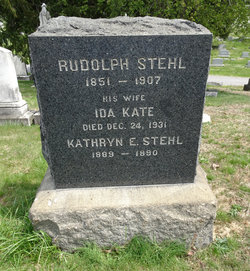 RUDOLPH STEHL
1851 – 1907
HIS WIFE
IDA KATE
DIED DEC. 24, 1931
KATHRYN E. STEHL
1889 – 1890